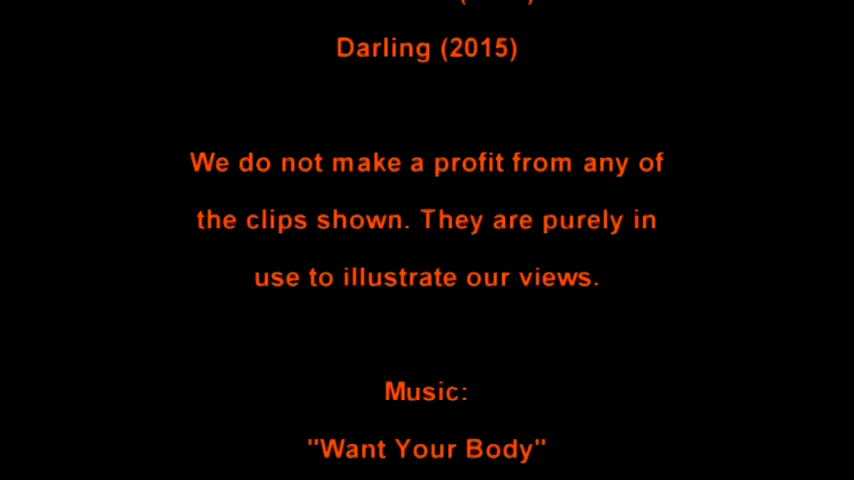 Darling (2015)
We do not make a profit from any of
the clips shown. They are purely in
use to illustrate our views.
Music:
"Want Your Body"